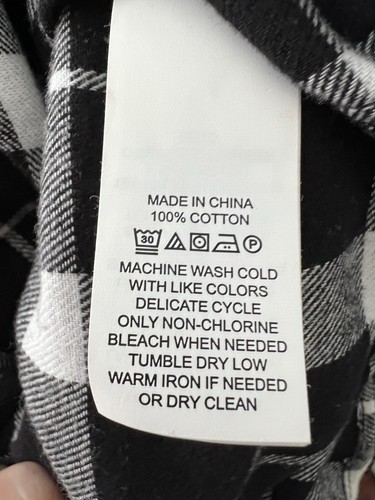 MADE IN CHINA
100% COTTON
30 P
MACHINE WASH COLD
WITH LIKE COLORS
DELICATE CYCLE
ONLY NON-CHLORINE
BLEACH WHEN NEEDED
TUMBLE DRY LOW
WARM IRON IF NEEDED
OR DRY CLEAN